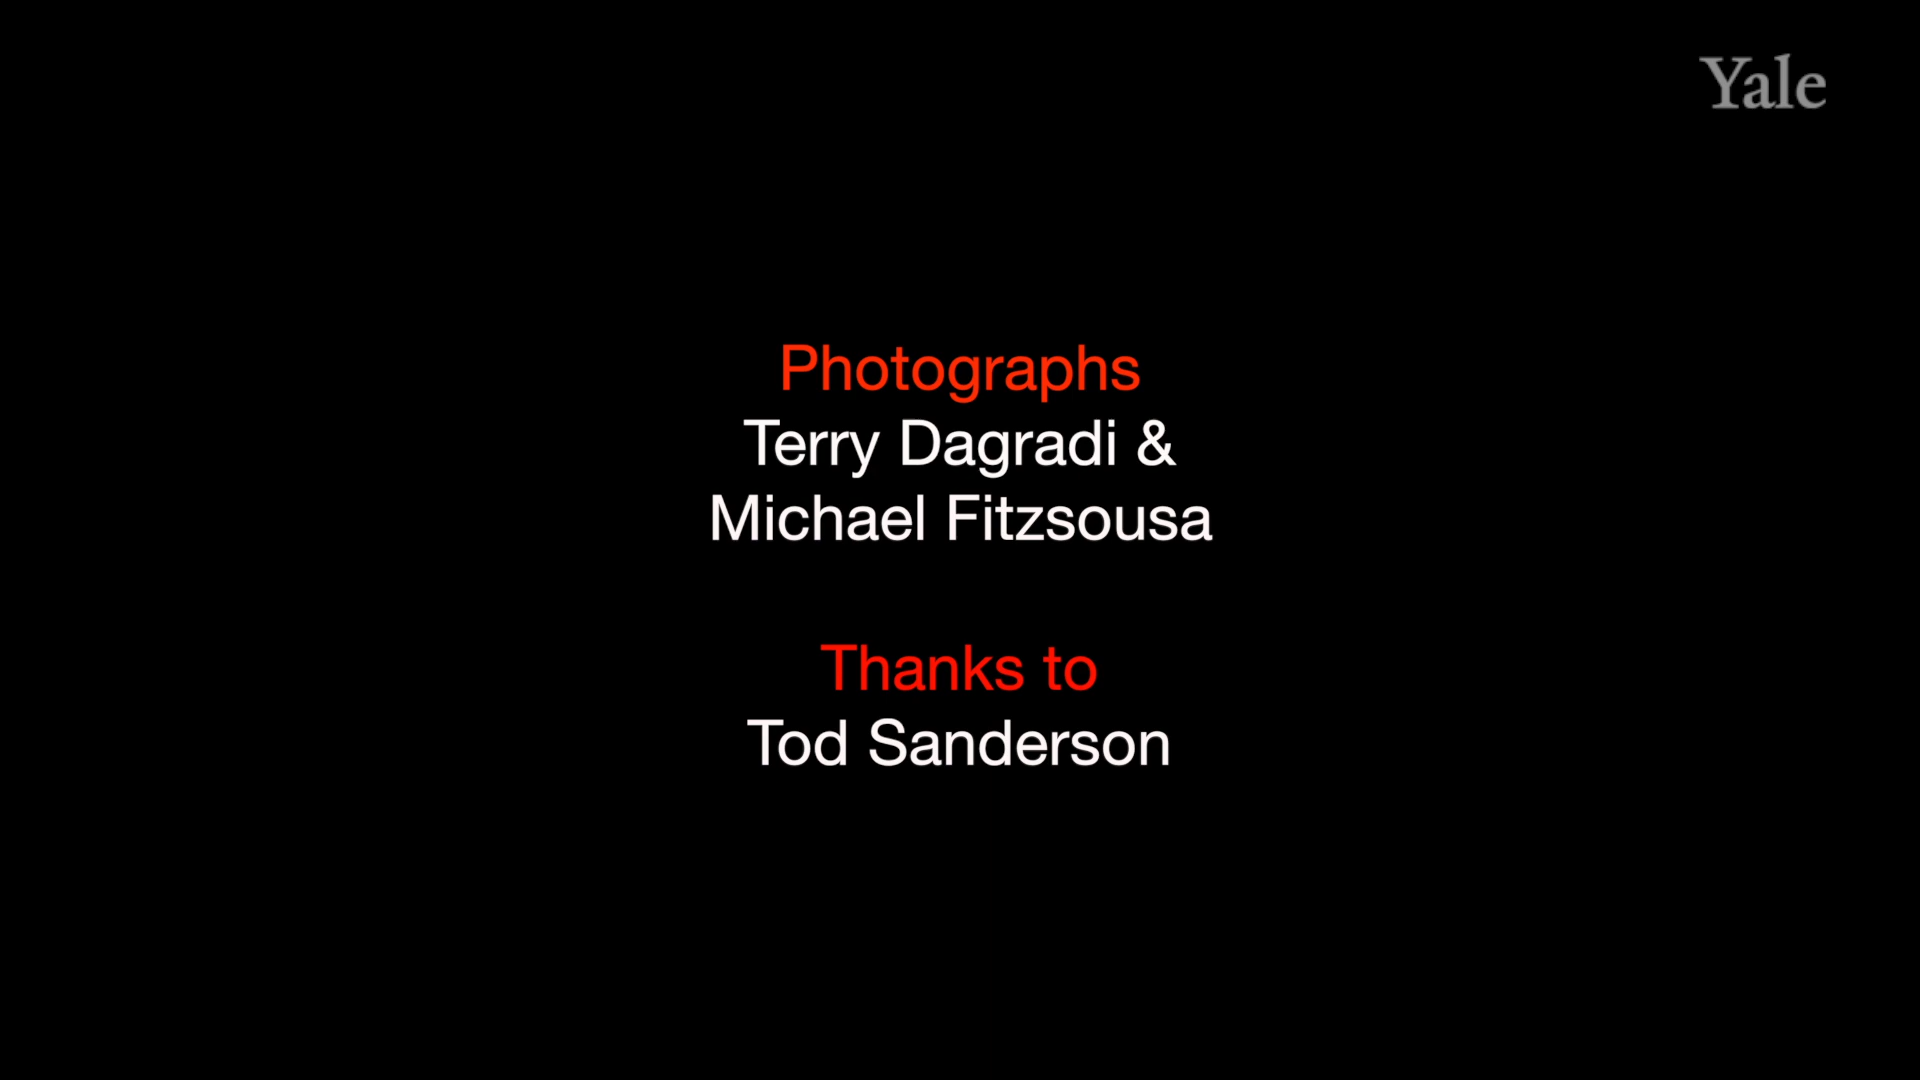 Yale
Photographs
Terry Dagradi &
Michael Fitzsousa
Thanks to
Tod Sanderson